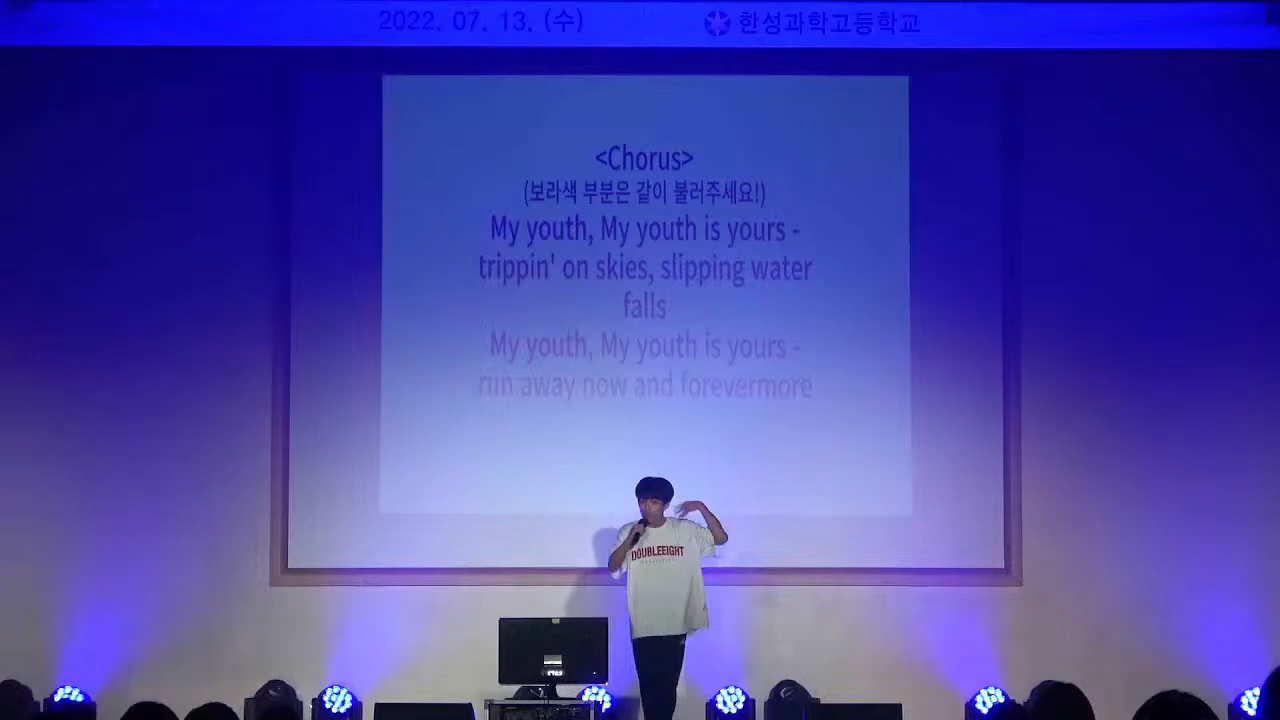 2022. 07. 13. (수) 한성과학고등학교
<Chorus>
(보라색 부분은 같이 불러주세요!)
My youth, My youth is yours -
trippin' on skies, slipping water
falls
My youth, My youth is yours -
run away now and forevermore
DOUBLEEIGHT